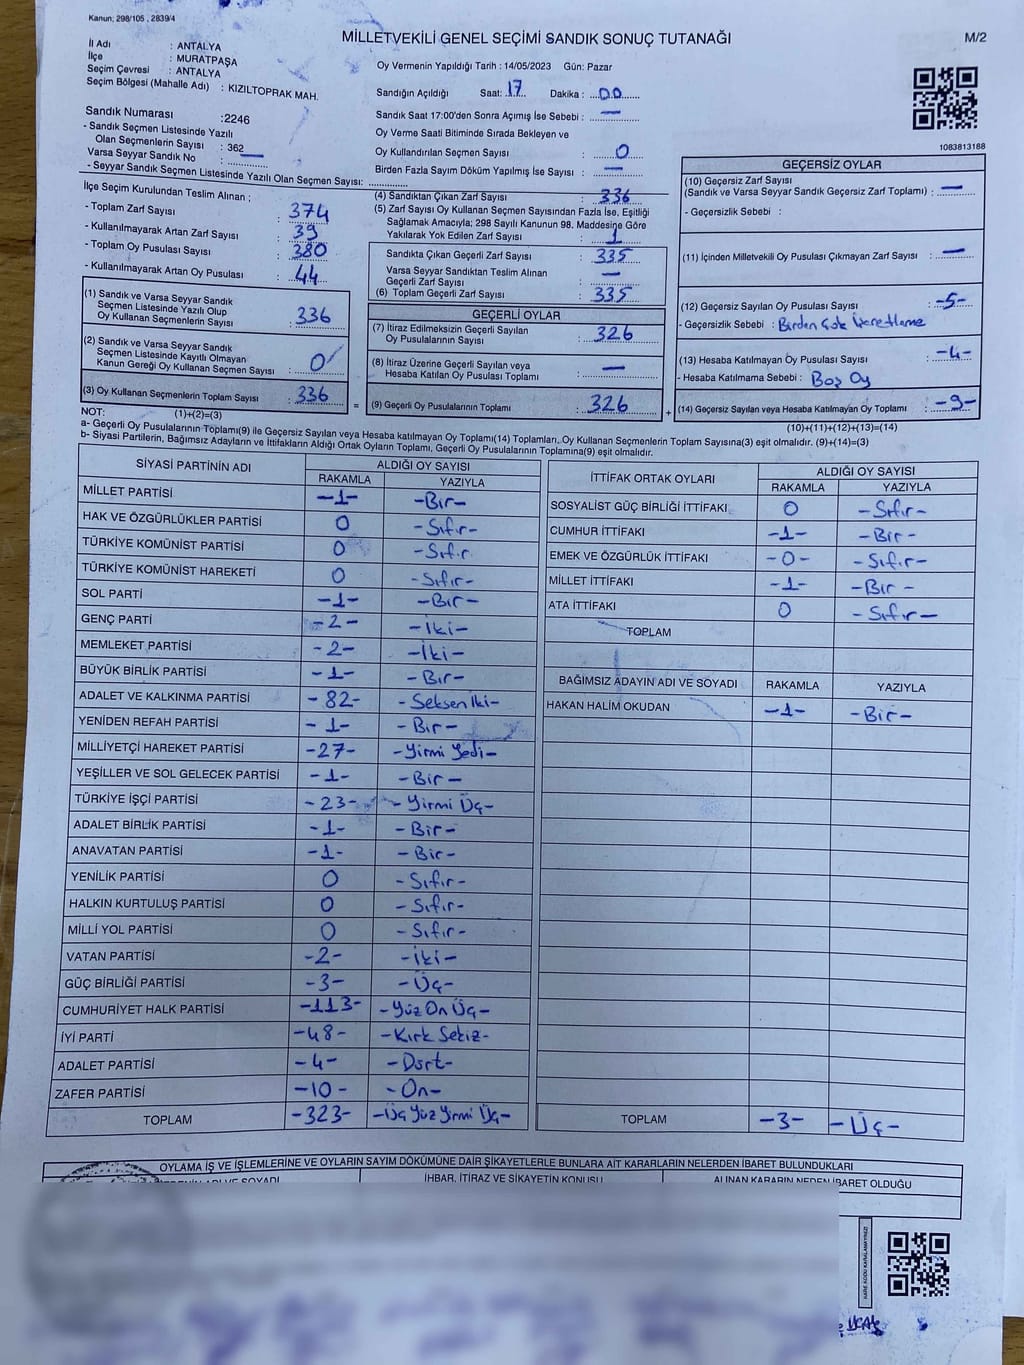 Kanun; 298/105 , 2839/4
MİLLETVEKİLİ GENEL SEÇİMİ SANDIK SONUÇ TUTANAĞI
M/2
İl Adı : ANTALYA
İlçe : MURATPAŞA
Seçim Çevresi : ANTALYA
Seçim Bölgesi (Mahalle Adı) : KIZILTOPRAK MAH.
Sandık Numarası :2246
- Sandık Seçmen Listesinde Yazılı
Olan Seçmenlerin Sayısı : 362
Varsa Seyyar Sandık No : —
- Seyyar Sandık Seçmen Listesinde Yazılı Olan Seçmen Sayısı:
Oy Vermenin Yapıldığı Tarih : 14/05/2023 Gün: Pazar
Sandığın Açıldığı Saat: 17 Dakika : 00
Sandık Saat 17:00'den Sonra Açımış İse Sebebi : —
Oy Verme Saati Bitiminde Sırada Bekleyen ve
Oy Kullandırılan Seçmen Sayısı : 0
Birden Fazla Sayım Döküm Yapılmış İse Sayısı : —
1083813188
İlçe Seçim Kurulundan Teslim Alınan ;
- Toplam Zarf Sayısı : 374
- Kullanılmayarak Artan Zarf Sayısı : 39
- Toplam Oy Pusulası Sayısı : 380
- Kullanılmayarak Artan Oy Pusulası : 44
(1) Sandık ve Varsa Seyyar Sandık
Seçmen Listesinde Yazılı Olup
Oy Kullanan Seçmenlerin Sayısı : 336
(2) Sandık ve Varsa Seyyar Sandık
Seçmen Listesinde Kayıtlı Olmayan
Kanun Gereği Oy Kullanan Seçmen Sayısı : 0
(3) Oy Kullanan Seçmenlerin Toplam Sayısı : 336
(4) Sandıktan Çıkan Zarf Sayısı : 336
(5) Zarf Sayısı Oy Kullanan Seçmen Sayısından Fazla İse, Eşitliği
Sağlamak Amacıyla; 298 Sayılı Kanunun 98. Maddesine Göre
Yakılarak Yok Edilen Zarf Sayısı : 1
Sandıkta Çıkan Geçerli Zarf Sayısı : 335
Varsa Seyyar Sandıktan Teslim Alınan
Geçerli Zarf Sayısı : —
(6) Toplam Geçerli Zarf Sayısı : 335
GEÇERLİ OYLAR
(7) İtiraz Edilmeksizin Geçerli Sayılan
Oy Pusulalarının Sayısı : 326
(8) İtiraz Üzerine Geçerli Sayılan veya
Hesaba Katılan Oy Pusulası Toplamı : —
= (9) Geçerli Oy Pusulalarının Toplamı : 326 +
GEÇERSİZ OYLAR
(10) Geçersiz Zarf Sayısı
(Sandık ve Varsa Seyyar Sandık Geçersiz Zarf Toplamı) : —
- Geçersizlik Sebebi :
(11) İçinden Milletvekili Oy Pusulası Çıkmayan Zarf Sayısı : —
(12) Geçersiz Sayılan Oy Pusulası Sayısı : -5-
- Geçersizlik Sebebi : Birden Çok İşaretleme
(13) Hesaba Katılmayan Oy Pusulası Sayısı : -4-
- Hesaba Katılmama Sebebi : Boş Oy
(14) Geçersiz Sayılan veya Hesaba Katılmayan Oy Toplamı : -9-
NOT: (1)+(2)=(3)
(10)+(11)+(12)+(13)=(14)
a- Geçerli Oy Pusulalarının Toplamı(9) ile Geçersiz Sayılan veya Hesaba katılmayan Oy Toplamı(14) Toplamları, Oy Kullanan Seçmenlerin Toplam Sayısına(3) eşit olmalıdır. (9)+(14)=(3)
b- Siyasi Partilerin, Bağımsız Adayların ve İttifakların Aldığı Ortak Oyların Toplamı, Geçerli Oy Pusulalarının Toplamına(9) eşit olmalıdır.
SİYASİ PARTİNİN ADI ALDIĞI OY SAYISI
RAKAMLA YAZIYLA
MİLLET PARTİSİ -1- -Bir-
HAK VE ÖZGÜRLÜKLER PARTİSİ 0 -Sıfır-
TÜRKİYE KOMÜNİST PARTİSİ 0 -Sıfır
TÜRKİYE KOMÜNİST HAREKETİ 0 -Sıfır-
SOL PARTİ -1- -Bir-
GENÇ PARTİ -2- -İki-
MEMLEKET PARTİSİ -2- -İki-
BÜYÜK BİRLİK PARTİSİ -1- -Bir-
ADALET VE KALKINMA PARTİSİ -82- -Seksen İki-
YENİDEN REFAH PARTİSİ -1- -Bir-
MİLLİYETÇİ HAREKET PARTİSİ -27- -Yirmi Yedi-
YEŞİLLER VE SOL GELECEK PARTİSİ -1- -Bir-
TÜRKİYE İŞÇİ PARTİSİ -23- -Yirmi Üç-
ADALET BİRLİK PARTİSİ -1- -Bir-
ANAVATAN PARTİSİ -1- -Bir-
YENİLİK PARTİSİ 0 -Sıfır-
HALKIN KURTULUŞ PARTİSİ 0 -Sıfır-
MİLLİ YOL PARTİSİ 0 -Sıfır-
VATAN PARTİSİ -2- -İki-
GÜÇ BİRLİĞİ PARTİSİ -3- -Üç-
CUMHURİYET HALK PARTİSİ -113- -Yüz On Üç-
İYİ PARTİ -48- -Kırk Sekiz-
ADALET PARTİSİ -4- -Dört-
ZAFER PARTİSİ -10- -On-
TOPLAM -323- -Üç Yüz Yirmi Üç-
İTTİFAK ORTAK OYLARI ALDIĞI OY SAYISI
RAKAMLA YAZIYLA
SOSYALİST GÜÇ BİRLİĞİ İTTİFAKI 0 -Sıfır-
CUMHUR İTTİFAKI -1- -Bir-
EMEK VE ÖZGÜRLÜK İTTİFAKI -0- -Sıfır-
MİLLET İTTİFAKI -1- -Bir-
ATA İTTİFAKI 0 -Sıfır-
TOPLAM
BAĞIMSIZ ADAYIN ADI VE SOYADI RAKAMLA YAZIYLA
HAKAN HALİM OKUDAN -1- -Bir-
TOPLAM -3- -Üç-
OYLAMA İŞ VE İŞLEMLERİNE VE OYLARIN SAYIM DÖKÜMÜNE DAİR ŞİKAYETLERLE BUNLARA AİT KARARLARIN NELERDEN İBARET BULUNDUKLARI
İHBAR, İTİRAZ VE ŞİKAYETİN KONUSU ALINAN KARARIN NEDEN İBARET OLDUĞU